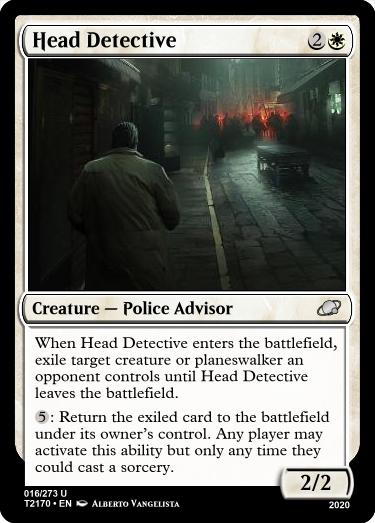 Head Detective 2
Creature — Police Advisor
When Head Detective enters the battlefield,
exile target creature or planeswalker an
opponent controls until Head Detective
leaves the battlefield.
5: Return the exiled card to the battlefield
under its owner's control. Any player may
activate this ability but only any time they
could cast a sorcery.
2/2
016/273 U
T2170 • EN Alberto Vangelista
2020